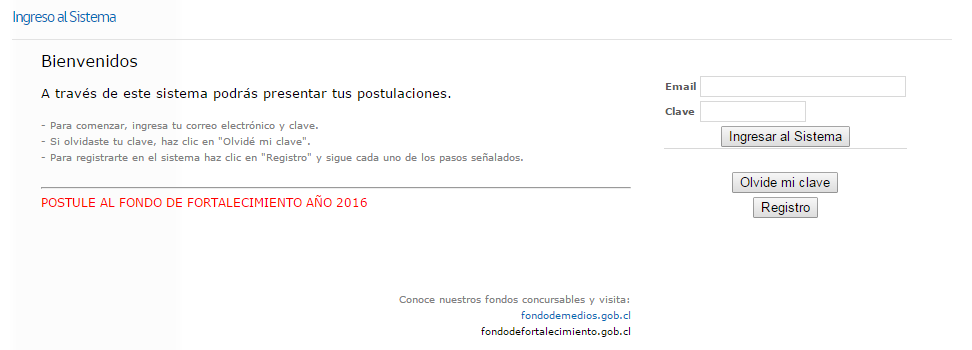 Ingreso al Sistema
Bienvenidos
A través de este sistema podrás presentar tus postulaciones.
- Para comenzar, ingresa tu correo electrónico y clave.
- Si olvidaste tu clave, haz clic en "Olvidé mi clave".
- Para registrarte en el sistema haz clic en "Registro" y sigue cada uno de los pasos señalados.
POSTULE AL FONDO DE FORTALECIMIENTO AÑO 2016
Conoce nuestros fondos concursables y visita:
fondodemedios.gob.cl
fondodefortalecimiento.gob.cl
Email
Clave
Ingresar al Sistema
Olvide mi clave
Registro